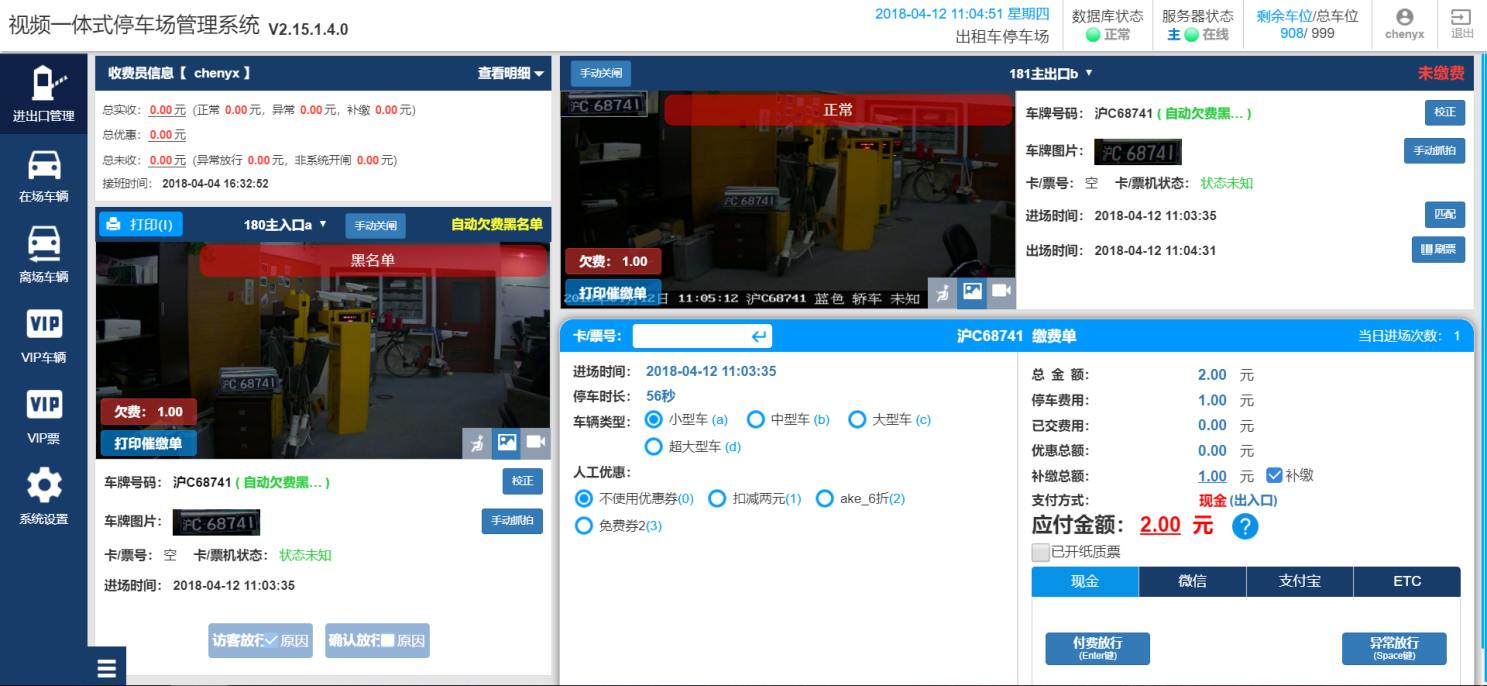 视频一体式停车场管理系统 V2.15.1.4.0
2018-04-12 11:04:51 星期四
出租车停车场
数据库状态
正常
服务器状态
主 在线
剩余车位/总车位
908/ 999
chenyx
退出
进出口管理
在场车辆
离场车辆
VIP
VIP车辆
VIP
VIP票
系统设置
收费员信息【 chenyx 】 查看明细
总实收: 0.00元 (正常 0.00元, 异常 0.00元, 补缴 0.00元)
总优惠: 0.00元
总未收: 0.00元 (异常放行 0.00元, 非系统开闸 0.00元)
接班时间: 2018-04-04 16:32:52
打印(I) 180主入口a 手动关闸 自动欠费黑名单
黑名单
沪C 68741
欠费: 1.00
打印催缴单
车牌号码: 沪C68741 ( 自动欠费黑... ) 校正
车牌图片: 沪C 68741 手动抓拍
卡/票号: 空 卡/票机状态: 状态未知
进场时间: 2018-04-12 11:03:35
访客放行 原因 确认放行 原因
手动关闸 181主出口b 未缴费
沪C 68741
正常
沪C 68741
欠费: 1.00
打印催缴单
11:05:12 沪C68741 蓝色 轿车 未知
车牌号码: 沪C68741 ( 自动欠费黑... ) 校正
车牌图片: 沪C 68741 手动抓拍
卡/票号: 空 卡/票机状态: 状态未知
进场时间: 2018-04-12 11:03:35 匹配
出场时间: 2018-04-12 11:04:31 刷票
卡/票号: 沪C68741 缴费单 当日进场次数: 1
进场时间: 2018-04-12 11:03:35
停车时长: 56秒
车辆类型: 小型车 (a) 中型车 (b) 大型车 (c)
超大型车 (d)
人工优惠:
不使用优惠券(0) 扣减两元(1) ake_6折(2)
免费券2(3)
总 金 额: 2.00 元
停车费用: 1.00 元
已交费用: 0.00 元
优惠总额: 0.00 元
补缴总额: 1.00 元 补缴
支付方式: 现金 (出入口)
应付金额: 2.00 元 ?
已开纸质票
现金 微信 支付宝 ETC
付费放行
(Enter键)
异常放行
(Space键)